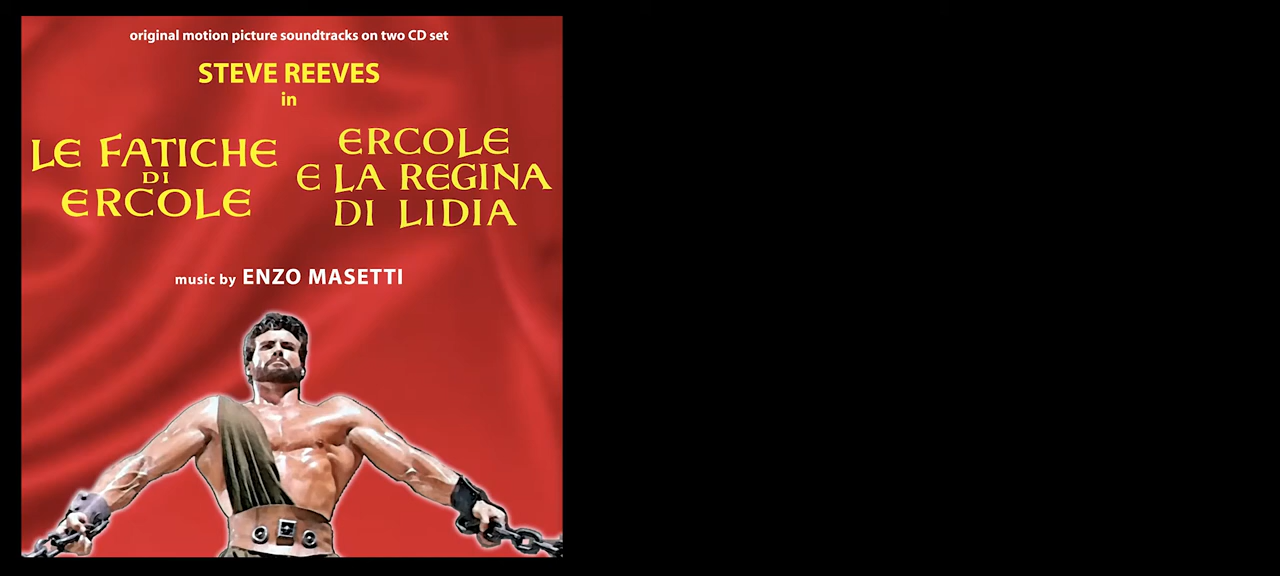 original motion picture soundtracks on two CD set
STEVE REEVES
in
LE FATICHE
DI
ERCOLE
ERCOLE
E LA REGINA
DI LIDIA
music by ENZO MASETTI